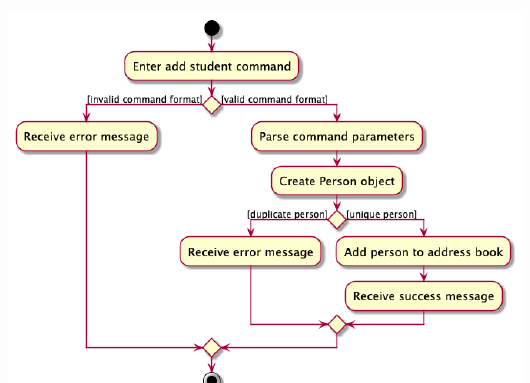 Enter add student command
[invalid command format] [valid command format]
Receive error message
Parse command parameters
Create Person object
[duplicate person] [unique person]
Receive error message
Add person to address book
Receive success message